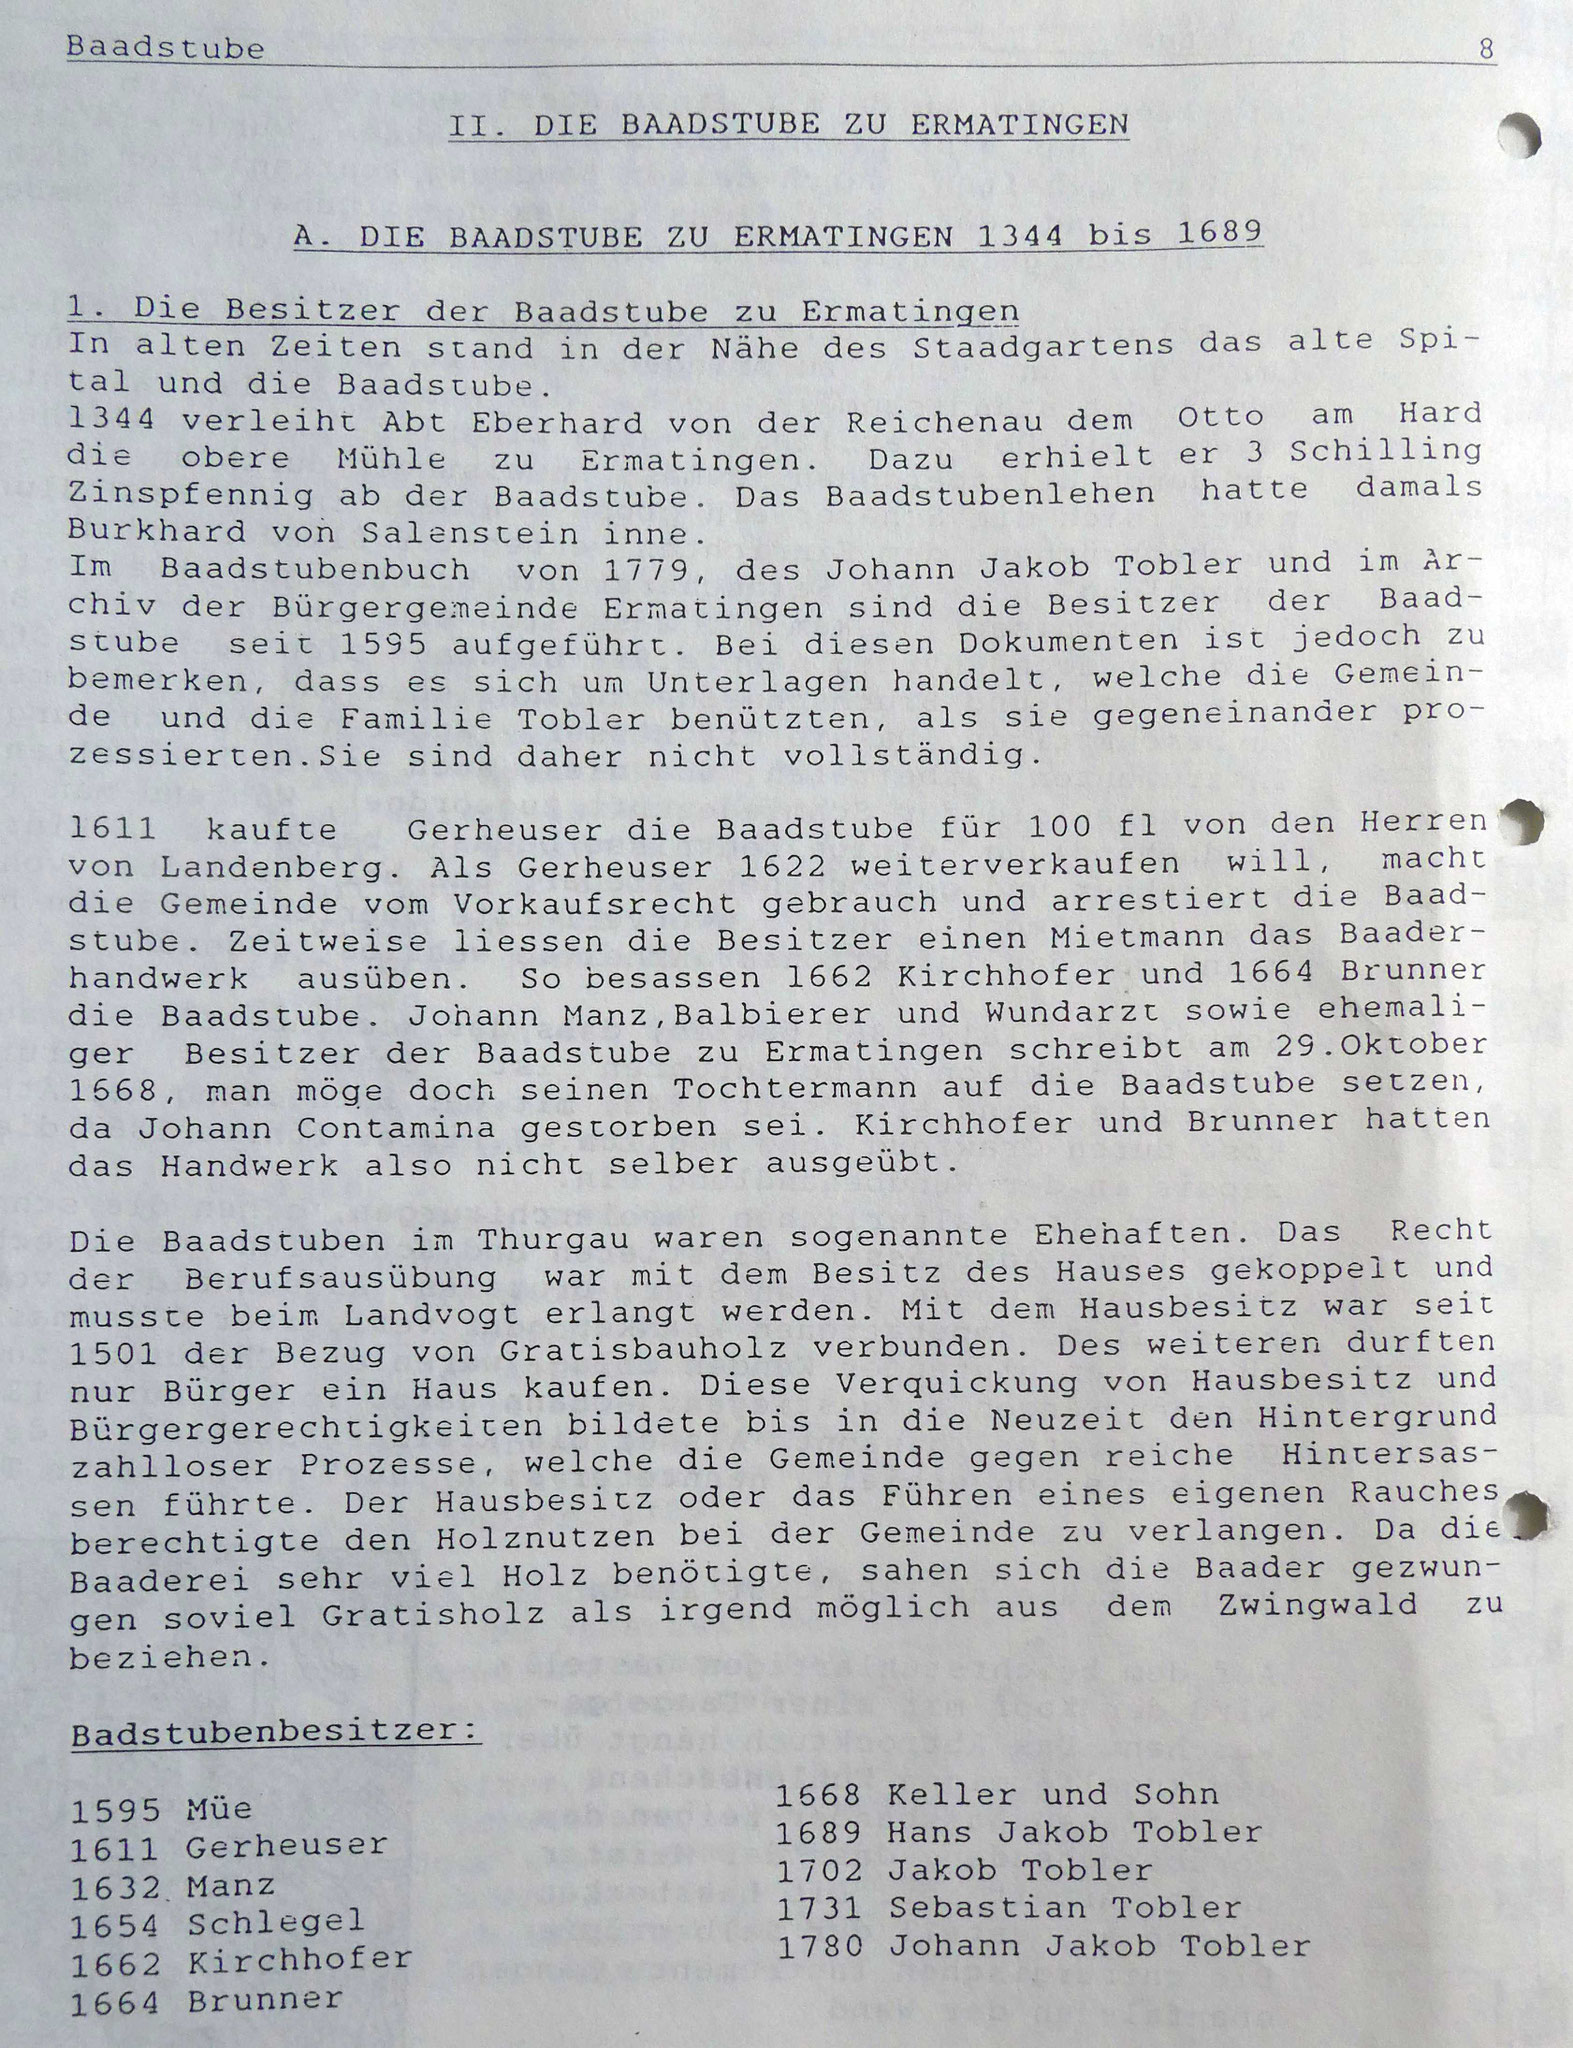 Baadstube 8
II. DIE BAADSTUBE ZU ERMATINGEN
A. DIE BAADSTUBE ZU ERMATINGEN 1344 bis 1689
1. Die Besitzer der Baadstube zu Ermatingen
In alten Zeiten stand in der Nähe des Staadgartens das alte Spi-
tal und die Baadstube.
1344 verleiht Abt Eberhard von der Reichenau dem Otto am Hard
die obere Mühle zu Ermatingen. Dazu erhielt er 3 Schilling
Zinspfennig ab der Baadstube. Das Baadstubenlehen hatte damals
Burkhard von Salenstein inne.
Im Baadstubenbuch von 1779, des Johann Jakob Tobler und im Ar-
chiv der Bürgergemeinde Ermatingen sind die Besitzer der Baad-
stube seit 1595 aufgeführt. Bei diesen Dokumenten ist jedoch zu
bemerken, dass es sich um Unterlagen handelt, welche die Gemein-
de und die Familie Tobler benützten, als sie gegeneinander pro-
zessierten.Sie sind daher nicht vollständig.
1611 kaufte Gerheuser die Baadstube für 100 fl von den Herren
von Landenberg. Als Gerheuser 1622 weiterverkaufen will, macht
die Gemeinde vom Vorkaufsrecht gebrauch und arrestiert die Baad-
stube. Zeitweise liessen die Besitzer einen Mietmann das Baader-
handwerk ausüben. So besassen 1662 Kirchhofer und 1664 Brunner
die Baadstube. Johann Manz,Balbierer und Wundarzt sowie ehemali-
ger Besitzer der Baadstube zu Ermatingen schreibt am 29.Oktober
1668, man möge doch seinen Tochtermann auf die Baadstube setzen,
da Johann Contamina gestorben sei. Kirchhofer und Brunner hatten
das Handwerk also nicht selber ausgeübt.
Die Baadstuben im Thurgau waren sogenannte Ehehaften. Das Recht
der Berufsausübung war mit dem Besitz des Hauses gekoppelt und
musste beim Landvogt erlangt werden. Mit dem Hausbesitz war seit
1501 der Bezug von Gratisbauholz verbunden. Des weiteren durften
nur Bürger ein Haus kaufen. Diese Verquickung von Hausbesitz und
Bürgergerechtigkeiten bildete bis in die Neuzeit den Hintergrund
zahlloser Prozesse, welche die Gemeinde gegen reiche Hintersas-
sen führte. Der Hausbesitz oder das Führen eines eigenen Rauches
berechtigte den Holznutzen bei der Gemeinde zu verlangen. Da die
Baaderei sehr viel Holz benötigte, sahen sich die Baader gezwun-
gen soviel Gratisholz als irgend möglich aus dem Zwingwald zu
beziehen.
Badstubenbesitzer:
1595 Müe
1611 Gerheuser
1632 Manz
1654 Schlegel
1662 Kirchhofer
1664 Brunner
1668 Keller und Sohn
1689 Hans Jakob Tobler
1702 Jakob Tobler
1731 Sebastian Tobler
1780 Johann Jakob Tobler